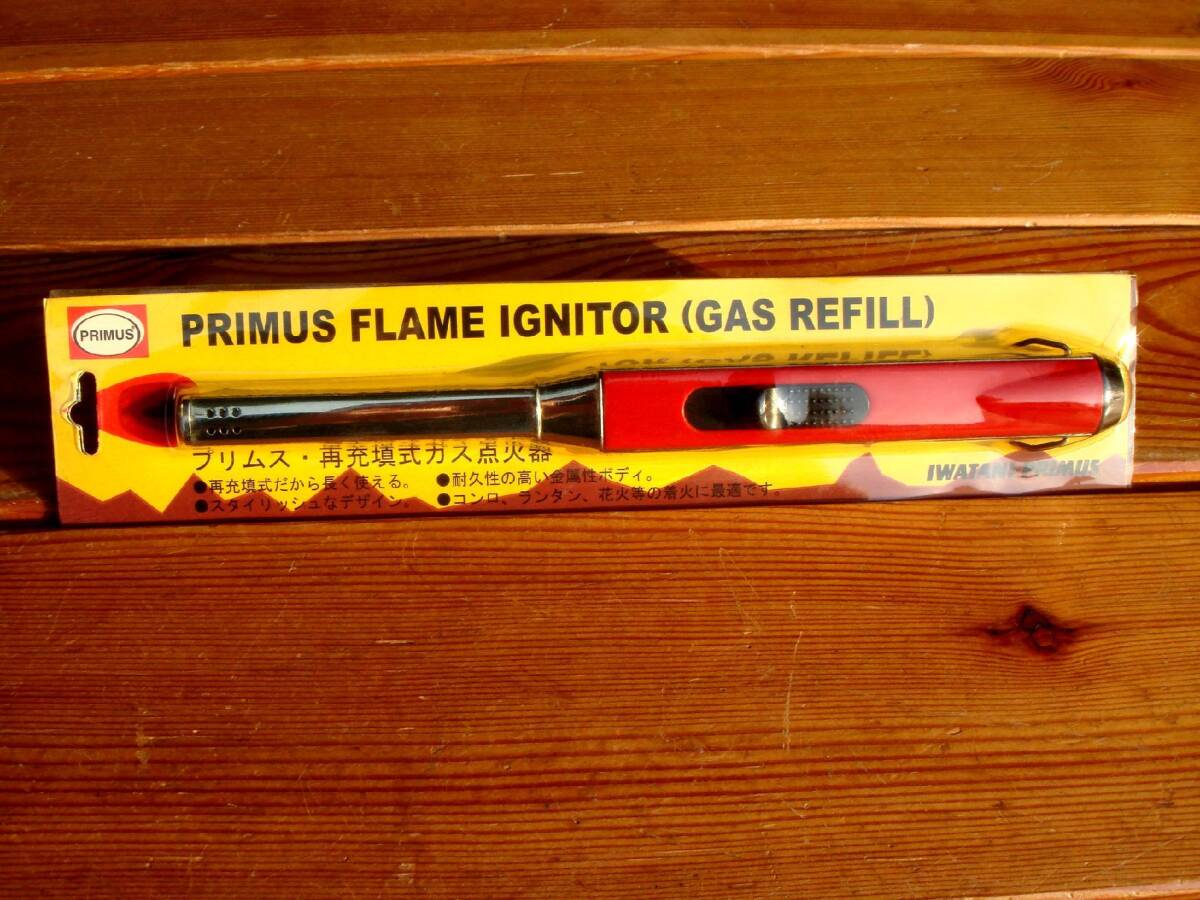 PRIMUS®
PRIMUS FLAME IGNITOR (GAS REFILL)
プリムス・再充填式ガス点火器
●再充填式だから長く使える。 ●耐久性の高い金属性ボディ。
●スタイリッシュなデザイン。 ●コンロ、ランタン、花火等の着火に最適です。
IWATANI PRIMUS